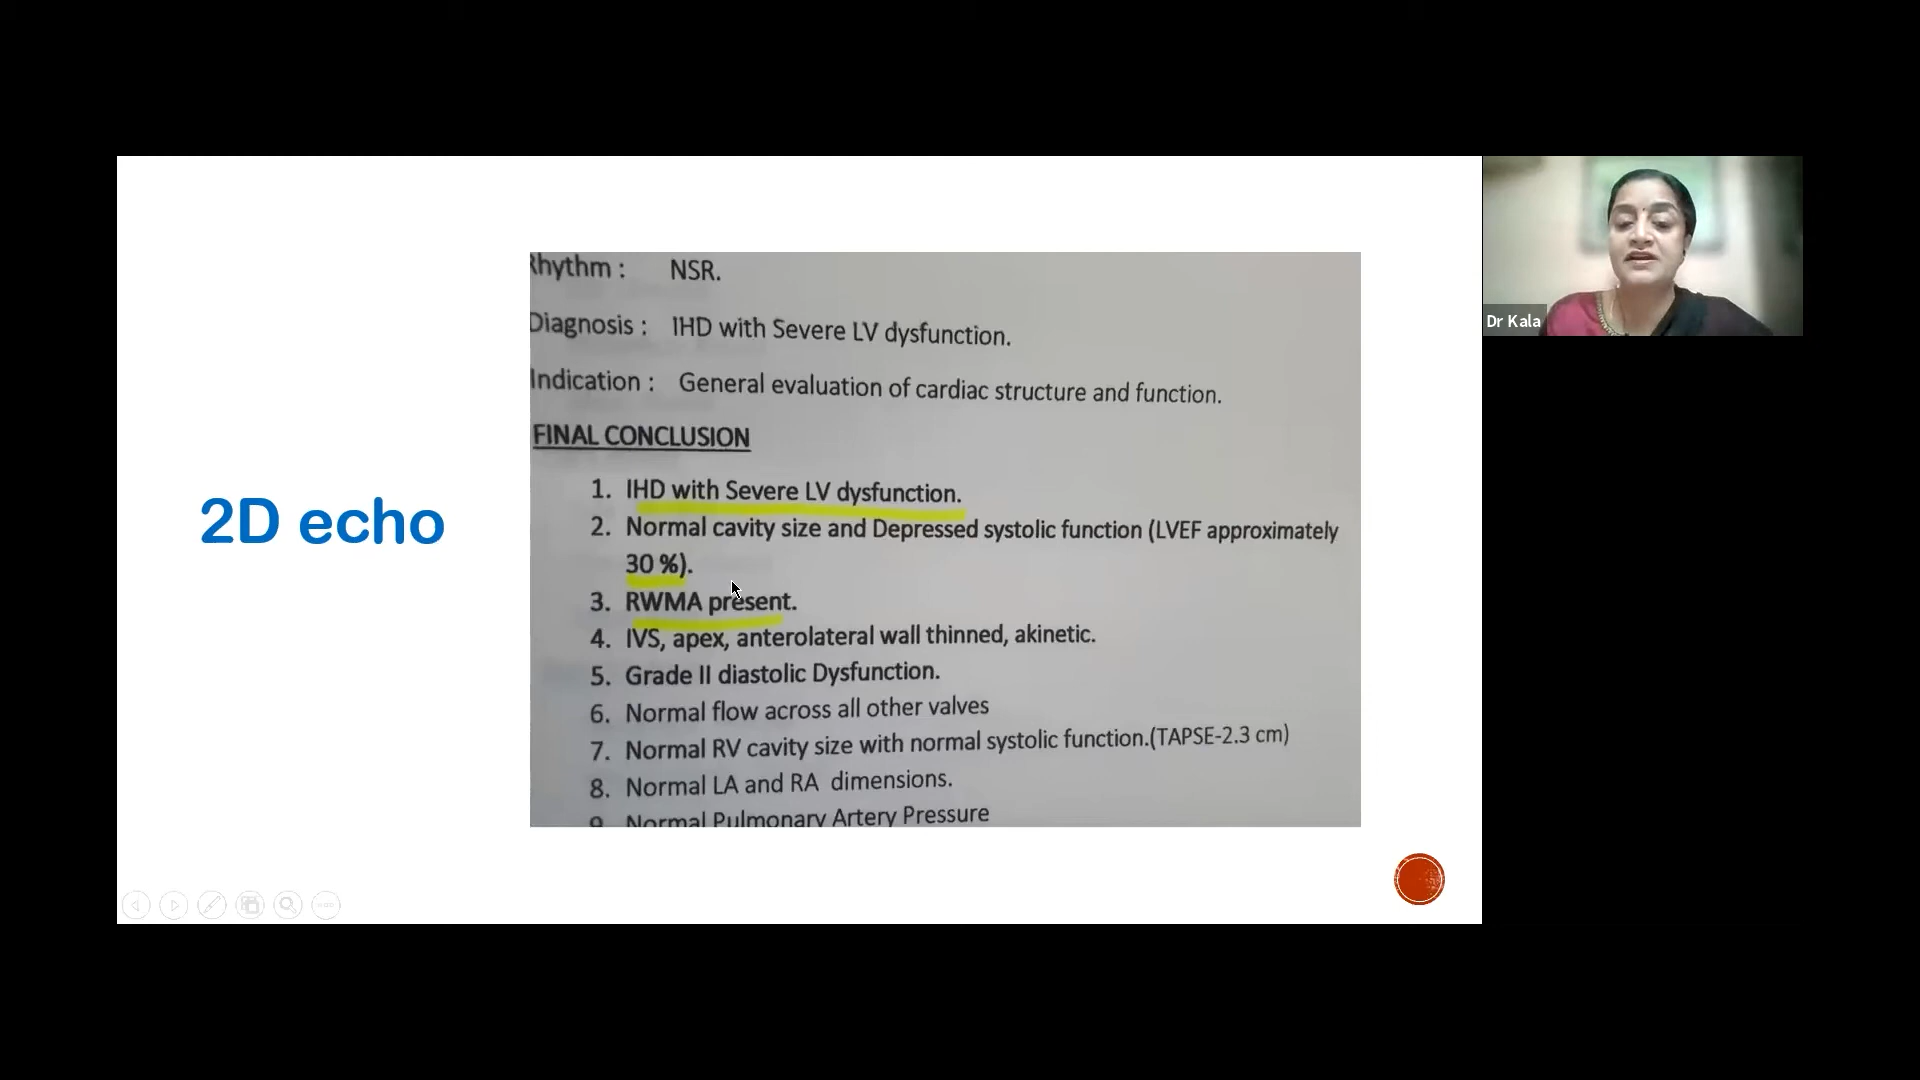 Rhythm : NSR.
Diagnosis : IHD with Severe LV dysfunction.
Indication : General evaluation of cardiac structure and function.
FINAL CONCLUSION
1. IHD with Severe LV dysfunction.
2. Normal cavity size and Depressed systolic function (LVEF approximately
30 %).
3. RWMA present.
4. IVS, apex, anterolateral wall thinned, akinetic.
5. Grade II diastolic Dysfunction.
6. Normal flow across all other valves
7. Normal RV cavity size with normal systolic function.(TAPSE-2.3 cm)
8. Normal LA and RA dimensions.
9 Normal Pulmonary Artery Pressure
2D echo
Dr Kala